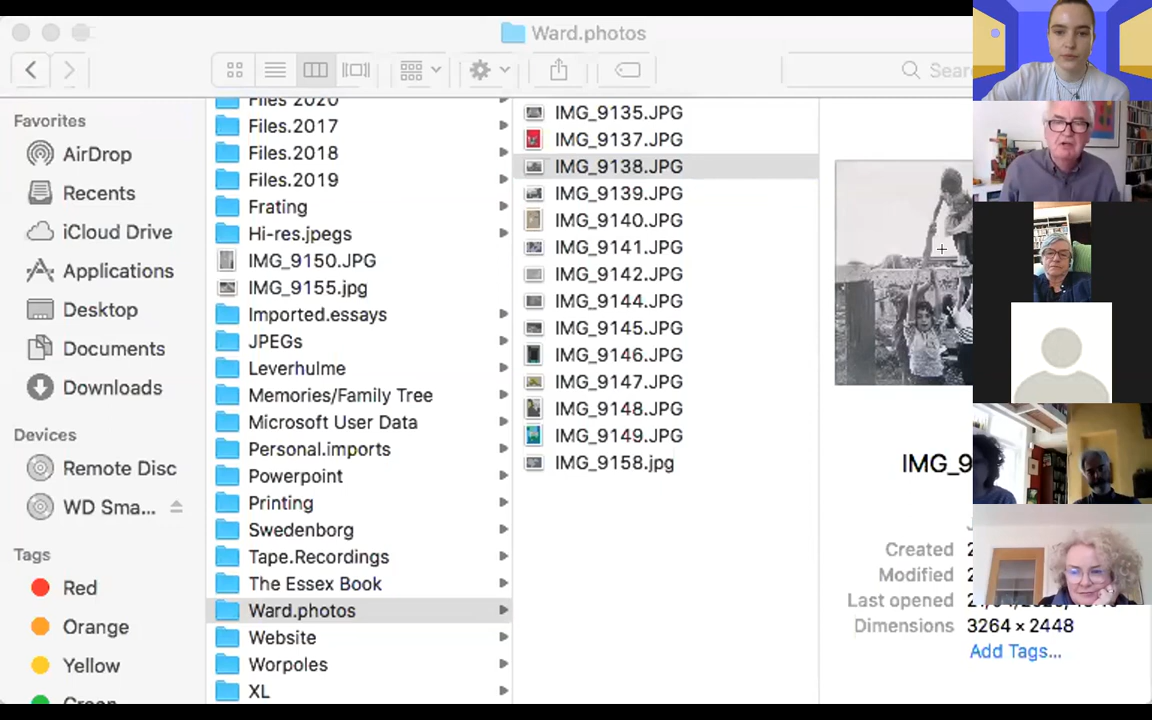 Ward.photos
Sear
Favorites
AirDrop
Recents
iCloud Drive
Applications
Desktop
Documents
Downloads
Devices
Remote Disc
WD Sma...
Tags
Red
Orange
Yellow
Green
Files 2020
Files.2017
Files.2018
Files.2019
Frating
Hi-res.jpegs
IMG_9150.JPG
IMG_9155.jpg
Imported.essays
JPEGs
Leverhulme
Memories/Family Tree
Microsoft User Data
Personal.imports
Powerpoint
Printing
Swedenborg
Tape.Recordings
The Essex Book
Ward.photos
Website
Worpoles
XL
IMG_9135.JPG
IMG_9137.JPG
IMG_9138.JPG
IMG_9139.JPG
IMG_9140.JPG
IMG_9141.JPG
IMG_9142.JPG
IMG_9144.JPG
IMG_9145.JPG
IMG_9146.JPG
IMG_9147.JPG
IMG_9148.JPG
IMG_9149.JPG
IMG_9158.jpg
IMG_9
Created
Modified
Last opened
Dimensions 3264 × 2448
Add Tags...